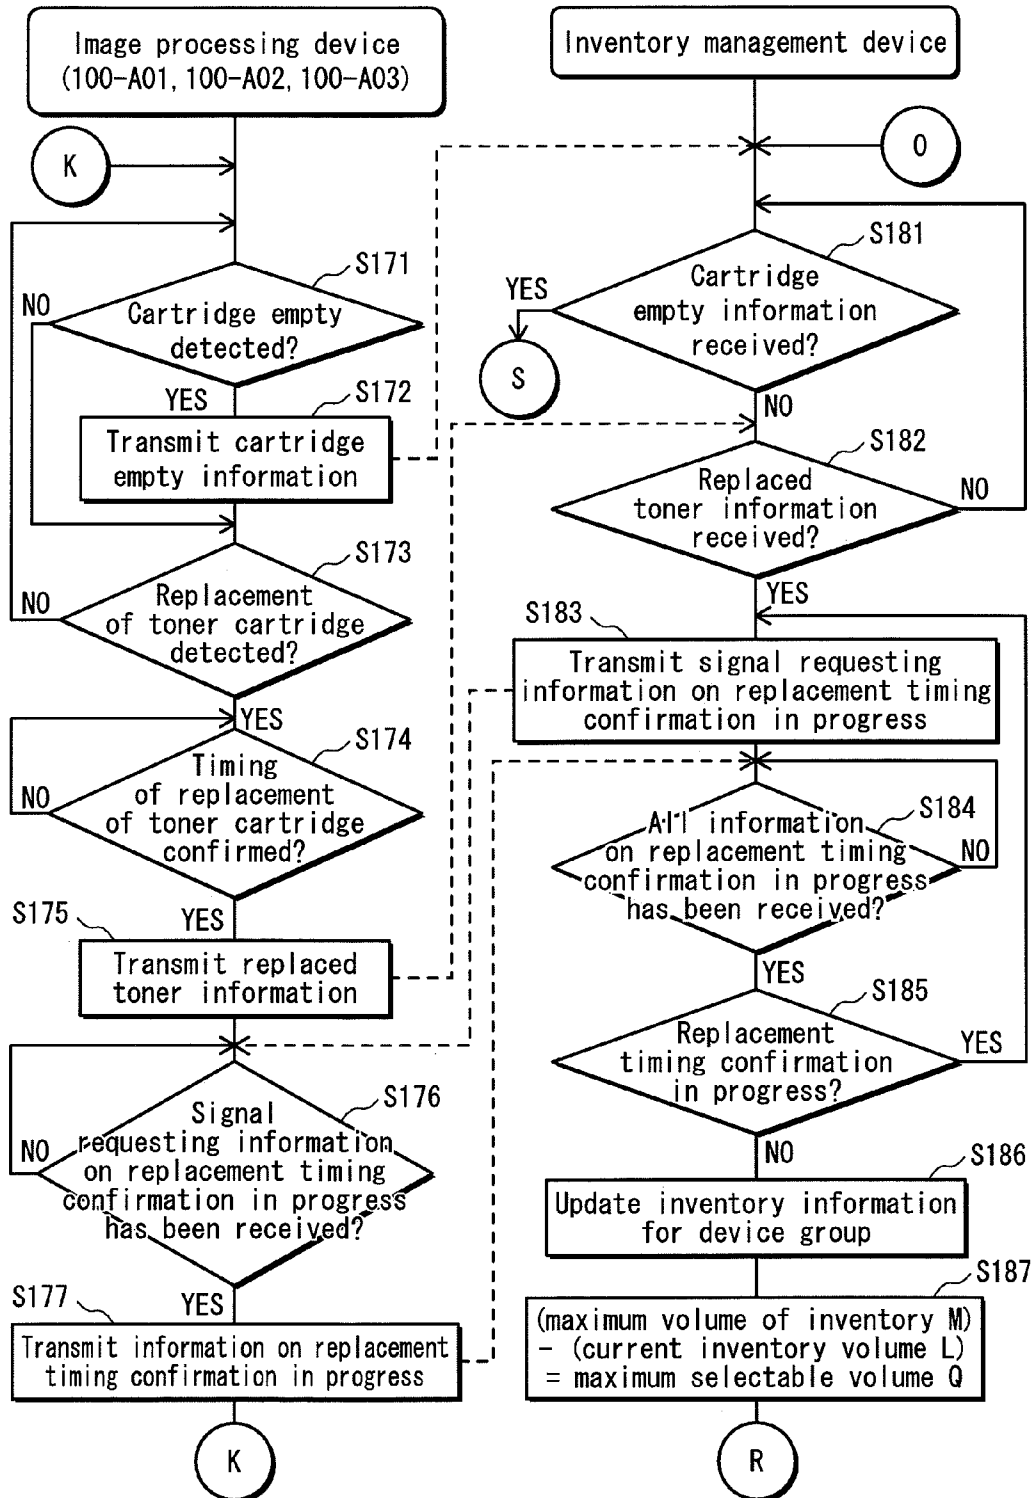 Image processing device
(100-A01, 100-A02, 100-A03)
K
S171
NO
Cartridge empty
detected?
YES
S172
Transmit cartridge
empty information
S173
Replacement
of toner cartridge
detected?
NO
YES
S174
Timing
of replacement
of toner cartridge
confirmed?
NO
YES
S175
Transmit replaced
toner information
S176
Signal
requesting information
on replacement timing
confirmation in progress
has been received?
NO
YES
S177
Transmit information on replacement
timing confirmation in progress
K
Inventory management device
O
S181
Cartridge
empty information
received?
YES
S
NO
S182
Replaced
toner information
received?
NO
YES
S183
Transmit signal requesting
information on replacement timing
confirmation in progress
S184
All information
on replacement timing
confirmation in progress
has been received?
NO
YES
S185
Replacement
timing confirmation
in progress?
YES
NO
S186
Update inventory information
for device group
S187
(maximum volume of inventory M)
- (current inventory volume L)
= maximum selectable volume Q
R